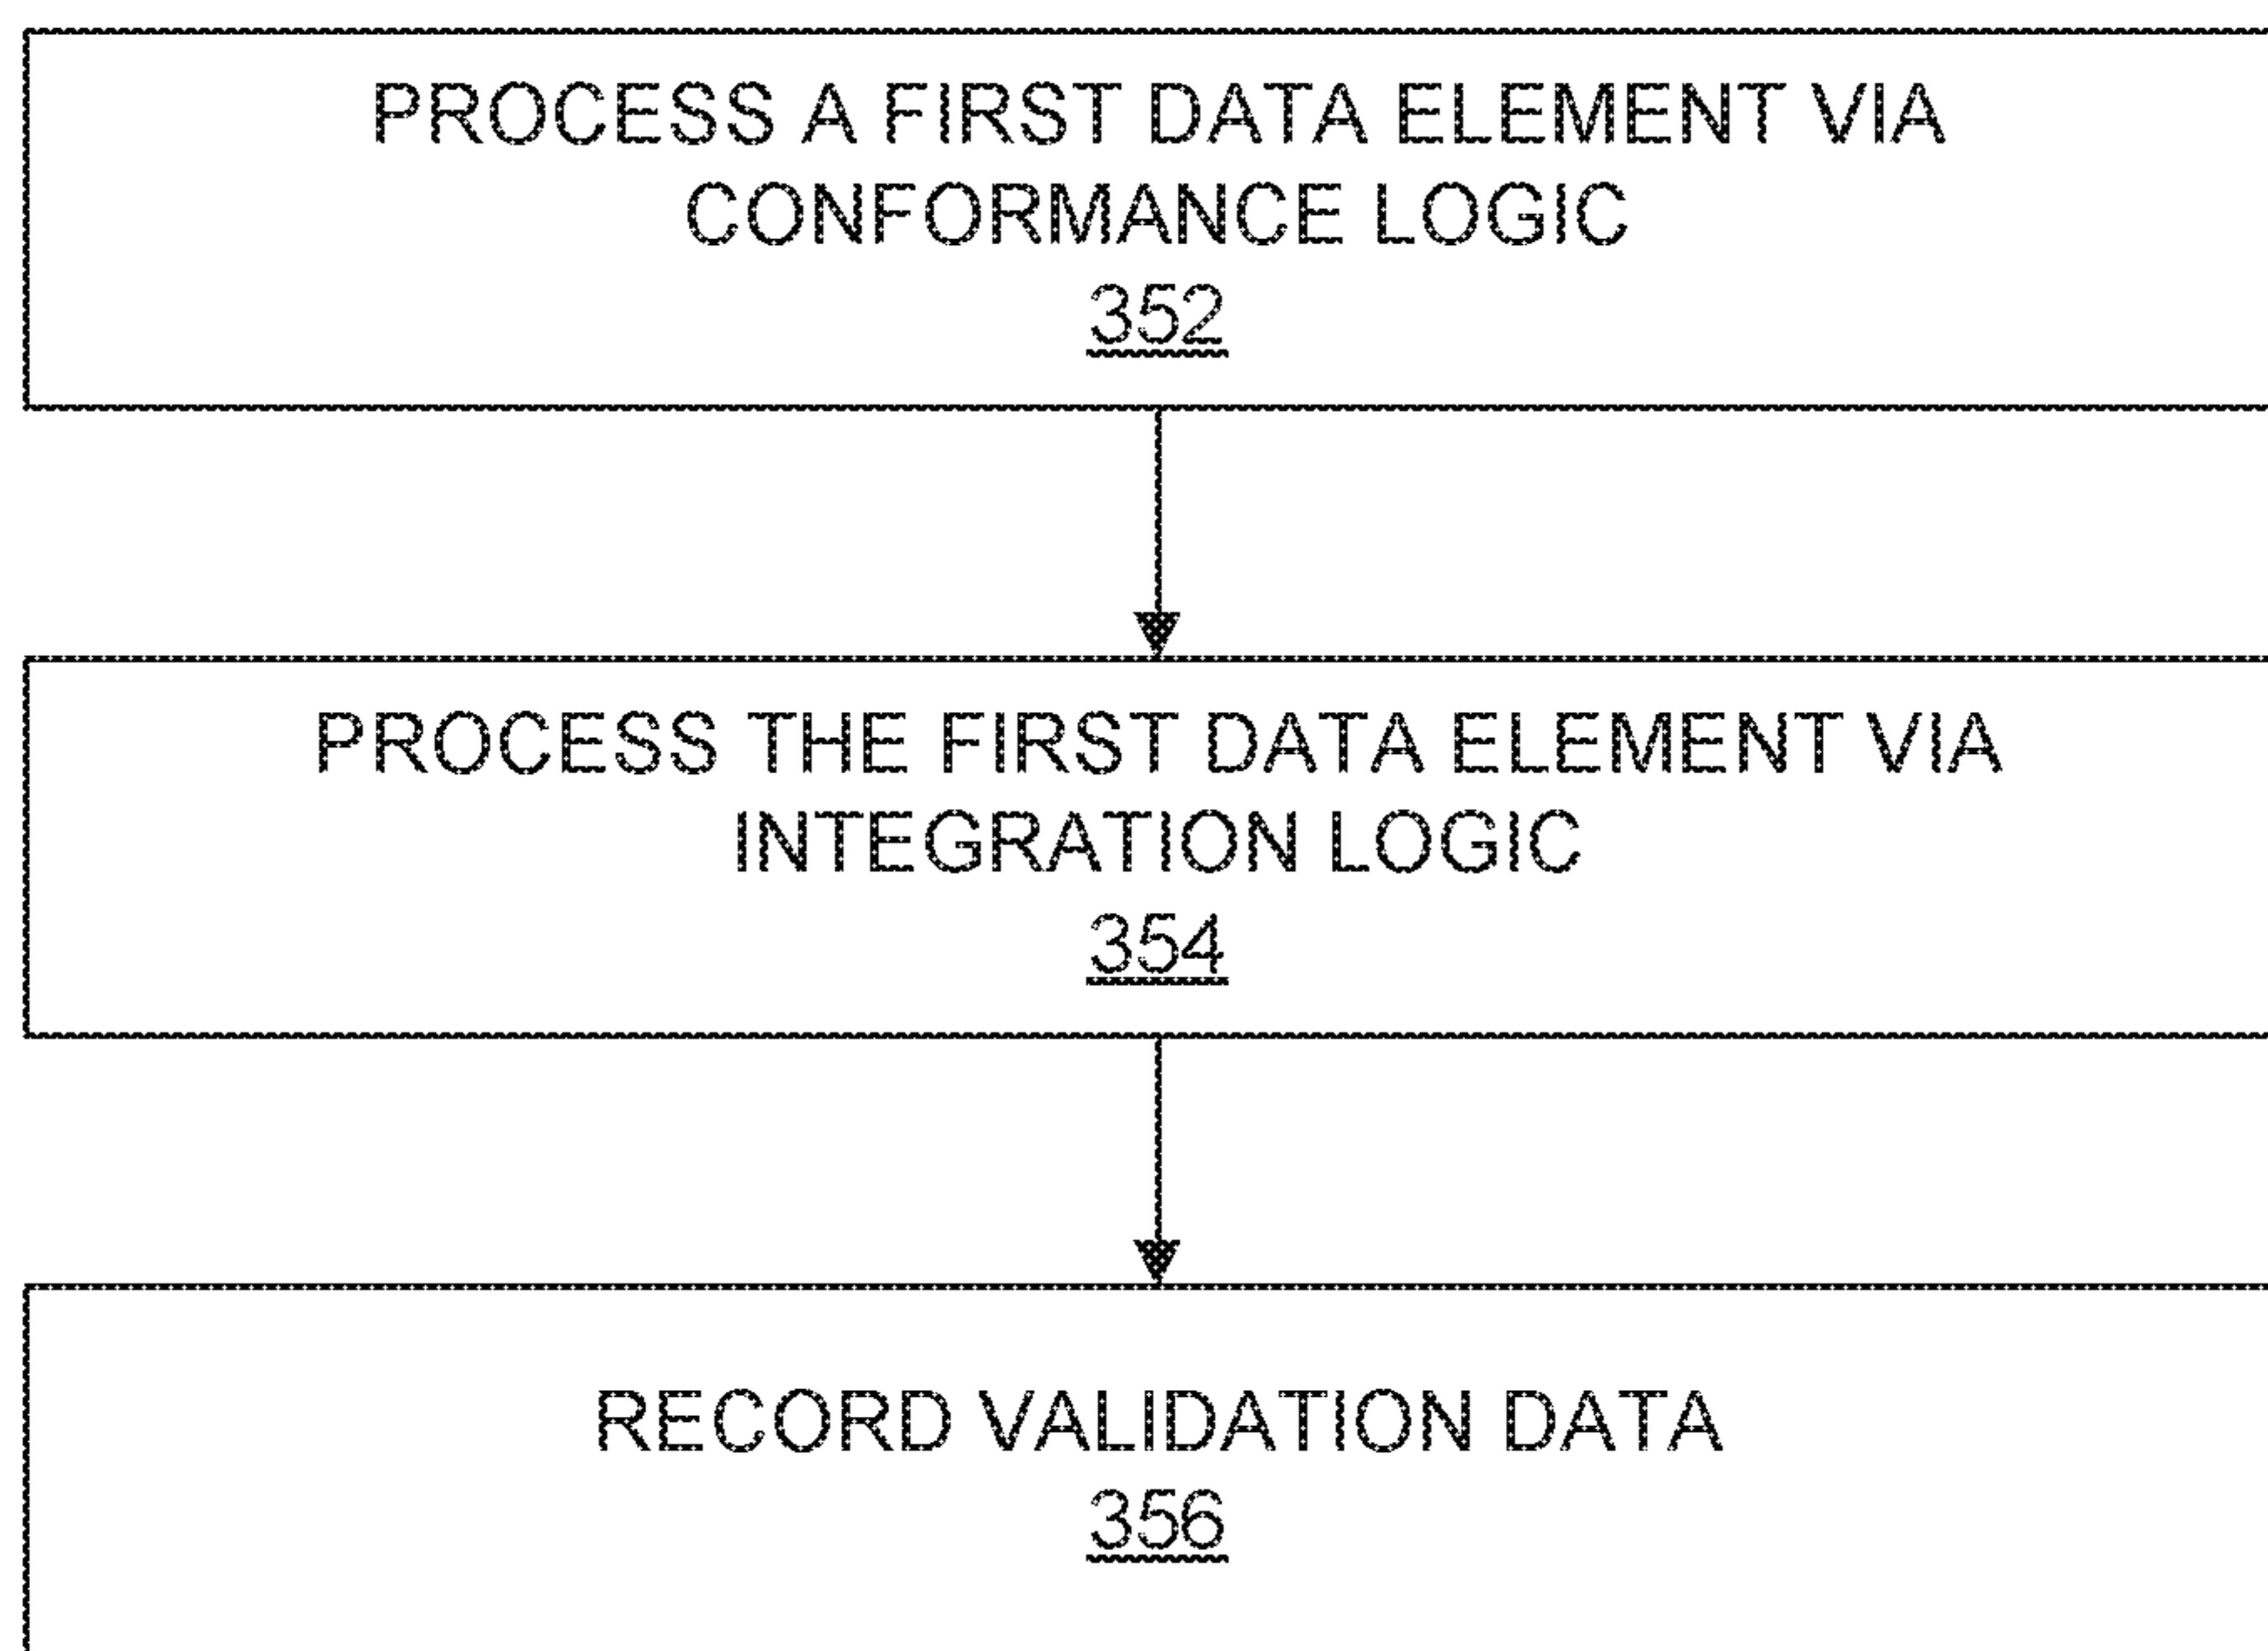 PROCESS A FIRST DATA ELEMENT VIA
CONFORMANCE LOGIC
352
PROCESS THE FIRST DATA ELEMENT VIA
INTEGRATION LOGIC
354
RECORD VALIDATION DATA
356